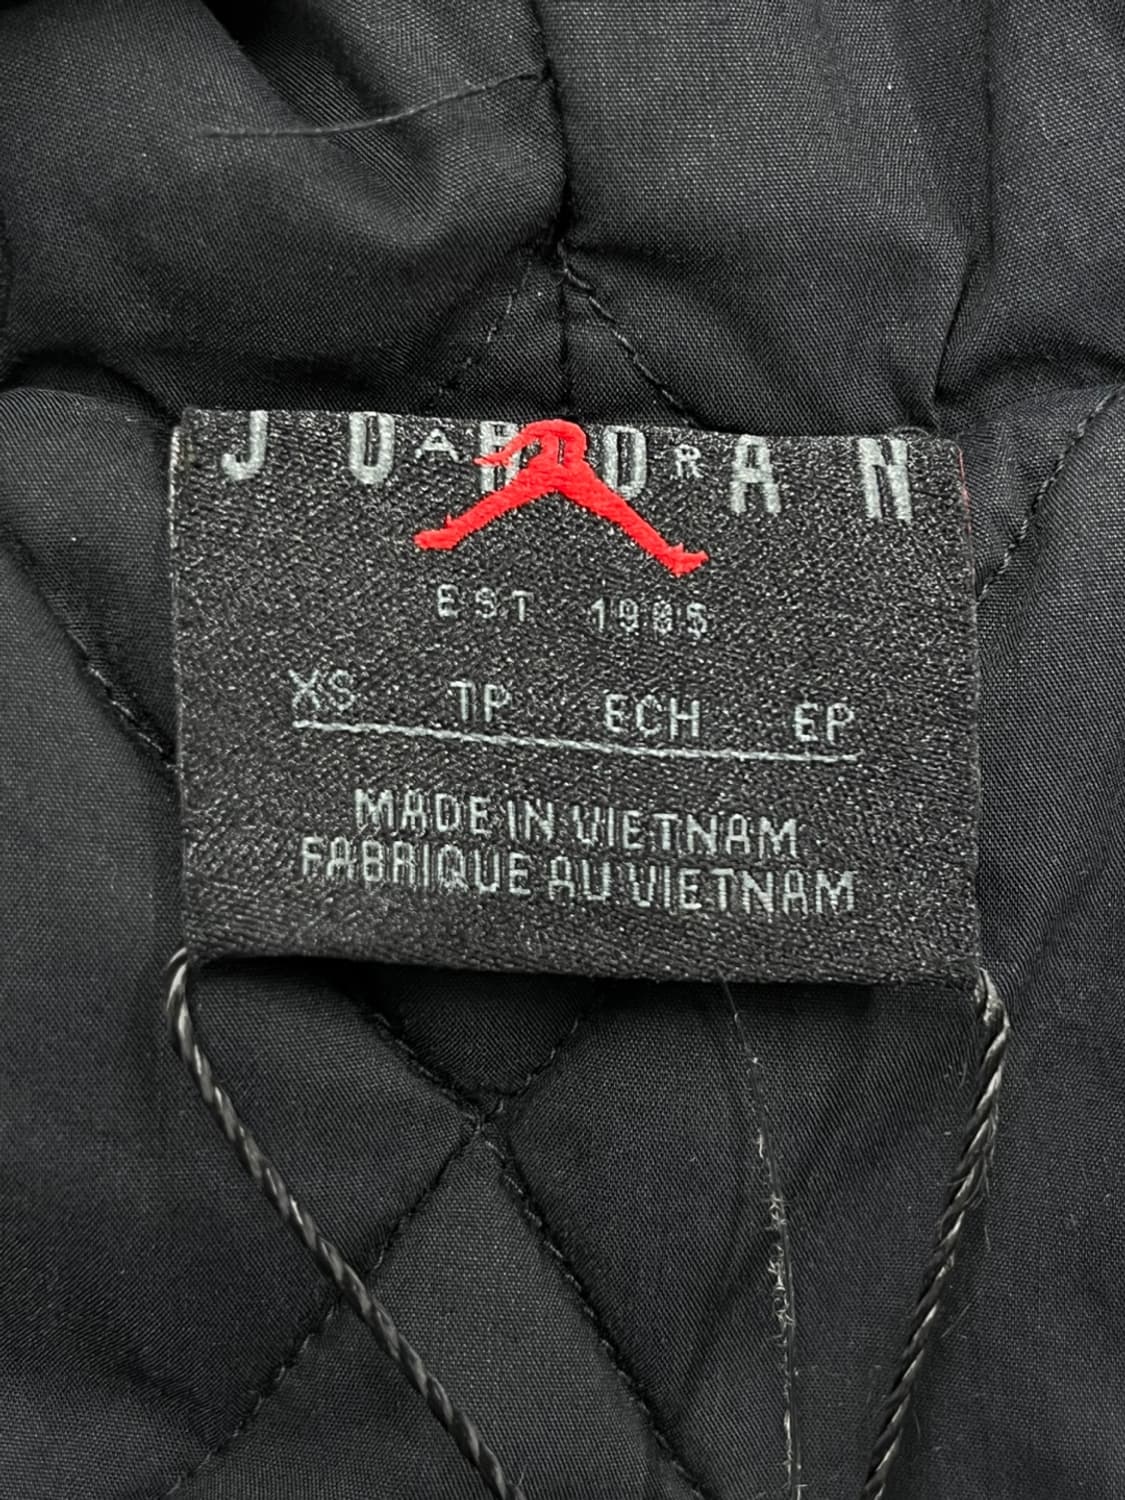 JORDAN
AIR
EST 1985
XS TP ECH EP
MADE IN VIETNAM
FABRIQUE AU VIETNAM